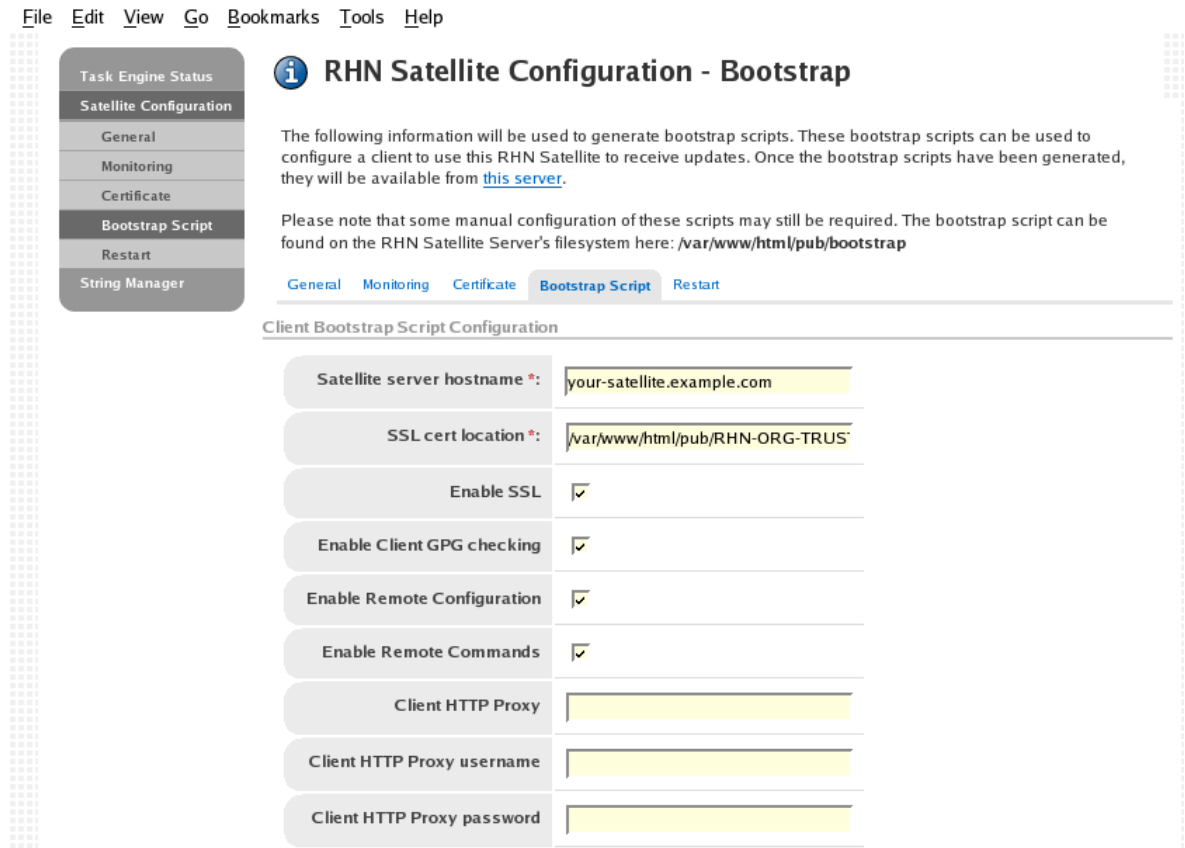 File Edit View Go Bookmarks Tools Help
Task Engine Status
Satellite Configuration
General
Monitoring
Certificate
Bootstrap Script
Restart
String Manager
RHN Satellite Configuration - Bootstrap
The following information will be used to generate bootstrap scripts. These bootstrap scripts can be used to
configure a client to use this RHN Satellite to receive updates. Once the bootstrap scripts have been generated,
they will be available from this server.
Please note that some manual configuration of these scripts may still be required. The bootstrap script can be
found on the RHN Satellite Server's filesystem here: /var/www/html/pub/bootstrap
General Monitoring Certificate Bootstrap Script Restart
Client Bootstrap Script Configuration
Satellite server hostname *: your-satellite.example.com
SSL cert location *: /var/www/html/pub/RHN-ORG-TRUST
Enable SSL
Enable Client GPG checking
Enable Remote Configuration
Enable Remote Commands
Client HTTP Proxy
Client HTTP Proxy username
Client HTTP Proxy password